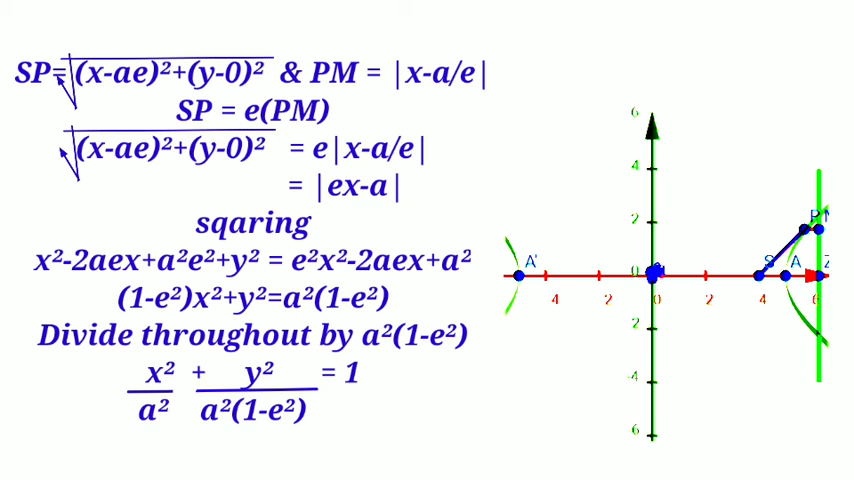 SP=√(x-ae)²+(y-0)² & PM = |x-a/e|
SP = e(PM)
√(x-ae)²+(y-0)² = e|x-a/e|
= |ex-a|
sqaring
x²-2aex+a²e²+y² = e²x²-2aex+a²
(1-e²)x²+y²=a²(1-e²)
Divide throughout by a²(1-e²)
x² + y² = 1
a² a²(1-e²)
6
4
2
P M
A' 0 S A Z
4 2 0 2 4 6
2
-4
6